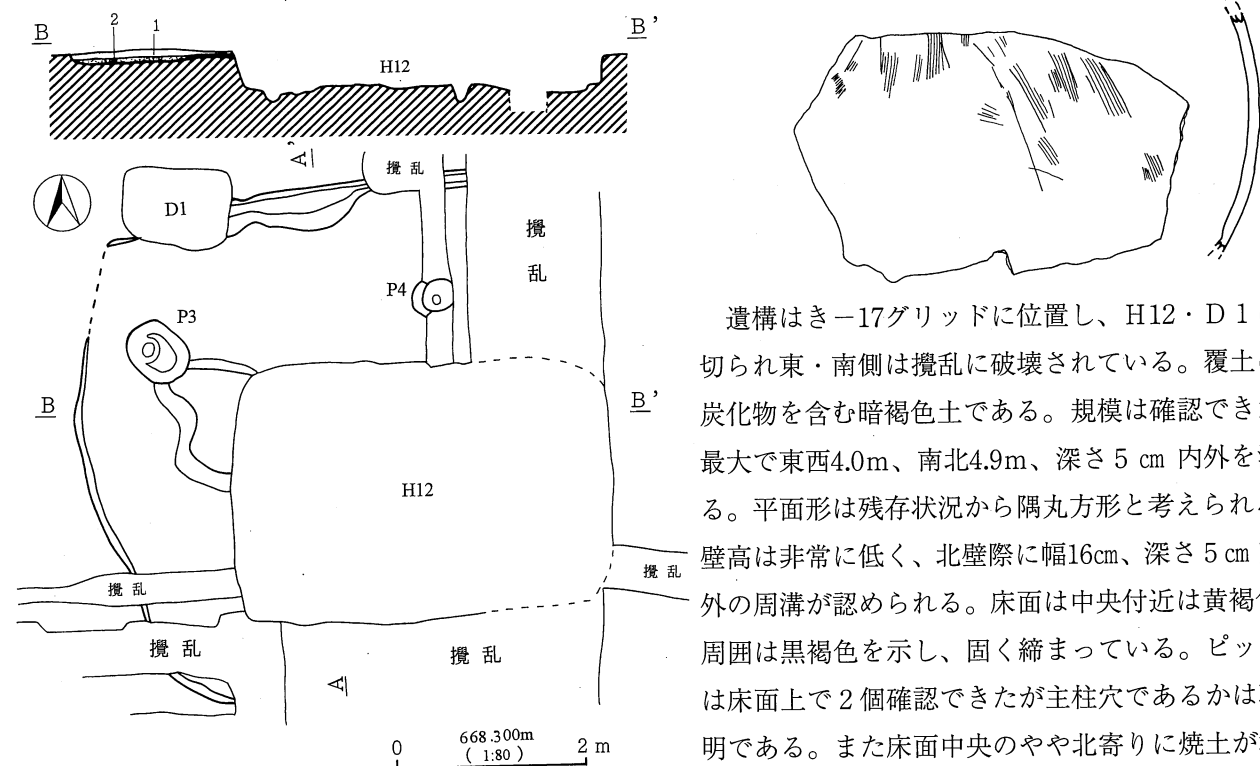 B
2
1
B'
H12
A'
攪乱
D1
攪
乱
P4
P3
B
B'
H12
攪乱
攪乱
攪乱
攪乱
A
668.300m
0
(1:80)
2m
遺構はき－17グリッドに位置し、H12・D1
切られ東・南側は攪乱に破壊されている。覆土
炭化物を含む暗褐色土である。規模は確認でき
最大で東西4.0m、南北4.9m、深さ5㎝内外を
る。平面形は残存状況から隅丸方形と考えられ
壁高は非常に低く、北壁際に幅16㎝、深さ5㎝
外の周溝が認められる。床面は中央付近は黄褐
周囲は黒褐色を示し、固く締まっている。ピッ
は床面上で2個確認できたが主柱穴であるかは
明である。また床面中央のやや北寄りに焼土が